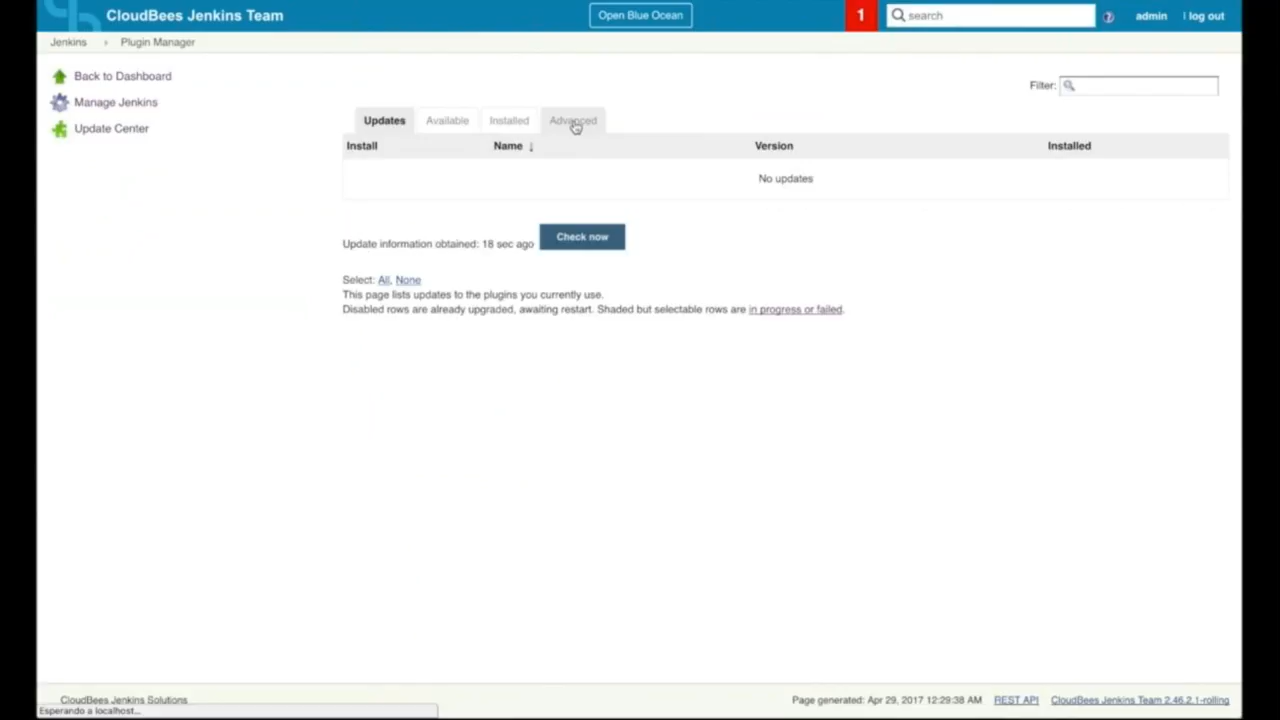 CloudBees Jenkins Team
Open Blue Ocean
1
search
admin
log out
Jenkins
Plugin Manager
Back to Dashboard
Manage Jenkins
Update Center
Filter:
Updates
Available
Installed
Advanced
Install
Name ↓
Version
Installed
No updates
Update information obtained: 18 sec ago
Check now
Select: All, None
This page lists updates to the plugins you currently use.
Disabled rows are already upgraded, awaiting restart. Shaded but selectable rows are in progress or failed.
CloudBees Jenkins Solutions
Page generated: Apr 29, 2017 12:29:38 AM
REST API
CloudBees Jenkins Team 2.46.2.1-rolling
Esperando a localhost...